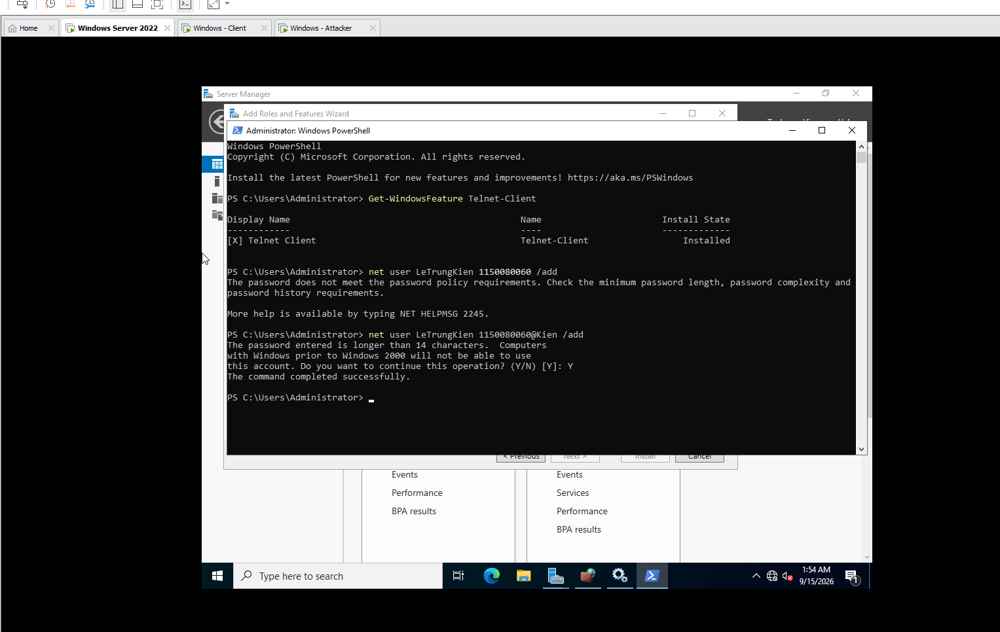 Home
Windows Server 2022
Windows - Client
Windows - Attacker
Server Manager
Add Roles and Features Wizard
Administrator: Windows PowerShell
Windows PowerShell
Copyright (C) Microsoft Corporation. All rights reserved.
Install the latest PowerShell for new features and improvements! https://aka.ms/PSWindows
PS C:\Users\Administrator> Get-WindowsFeature Telnet-Client
Display Name Name Install State
------------ ---- -------------
[X] Telnet Client Telnet-Client Installed
PS C:\Users\Administrator> net user LeTrungKien 1150080060 /add
The password does not meet the password policy requirements. Check the minimum password length, password complexity and
password history requirements.
More help is available by typing NET HELPMSG 2245.
PS C:\Users\Administrator> net user LeTrungKien 1150080060@Kien /add
The password entered is longer than 14 characters.  Computers
with Windows prior to Windows 2000 will not be able to use
this account. Do you want to continue this operation? (Y/N) [Y]: Y
The command completed successfully.
PS C:\Users\Administrator>
< Previous Next > Install Cancel
Events Events
Performance Services
BPA results Performance
BPA results
Type here to search
1:54 AM
9/15/2026
1